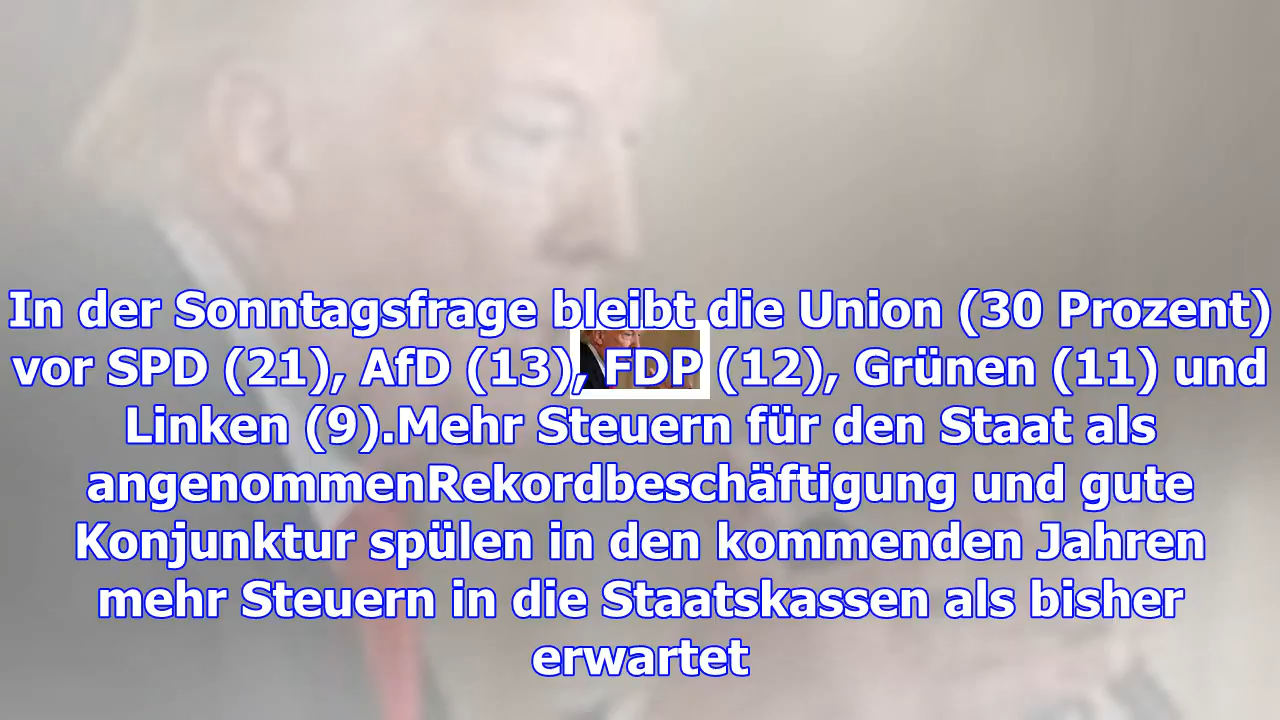 In der Sonntagsfrage bleibt die Union (30 Prozent)
vor SPD (21), AfD (13), FDP (12), Grünen (11) und
Linken (9).Mehr Steuern für den Staat als
angenommenRekordbeschäftigung und gute
Konjunktur spülen in den kommenden Jahren
mehr Steuern in die Staatskassen als bisher
erwartet